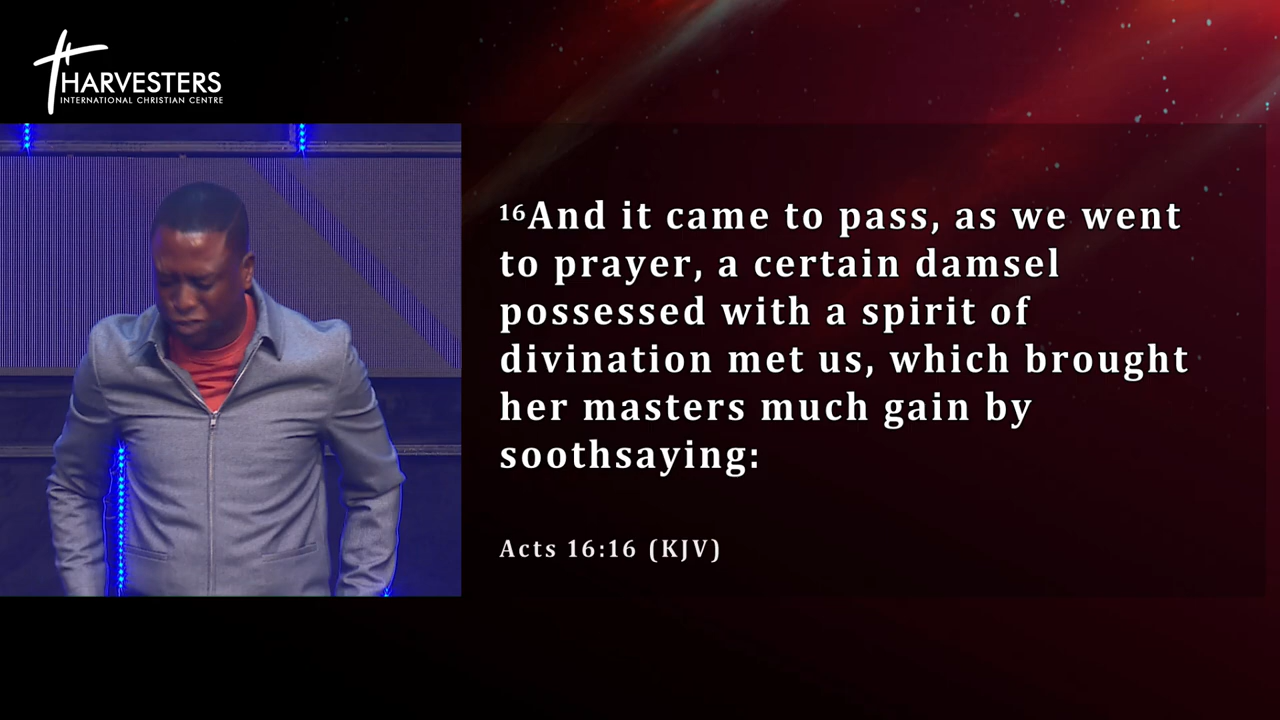 HARVESTERS
INTERNATIONAL CHRISTIAN CENTRE
16And it came to pass, as we went
to prayer, a certain damsel
possessed with a spirit of
divination met us, which brought
her masters much gain by
soothsaying:
Acts 16:16 (KJV)